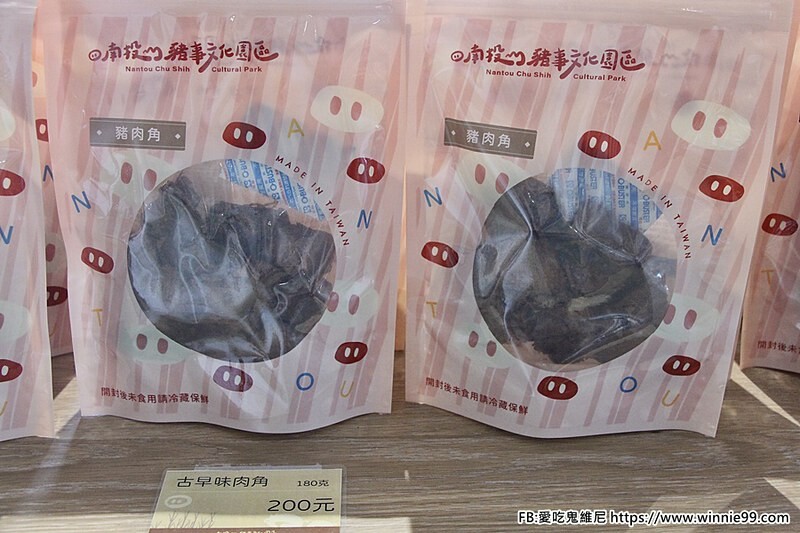 南投豬事文化園區
Nantou Chu Shih Cultural Park
豬肉角
MADE IN TAIWAN
N
A
N
T
O
U
開封後未食用請冷藏保鮮
南投豬事文化園區
Nantou Chu Shih Cultural Park
豬肉角
MADE IN TAIWAN
N
A
N
T
O
U
開封後未食用請冷藏保鮮
N
U
N
開封後未
古早味肉角 180克
200元
FB:愛吃鬼維尼 https://www.winnie99.com